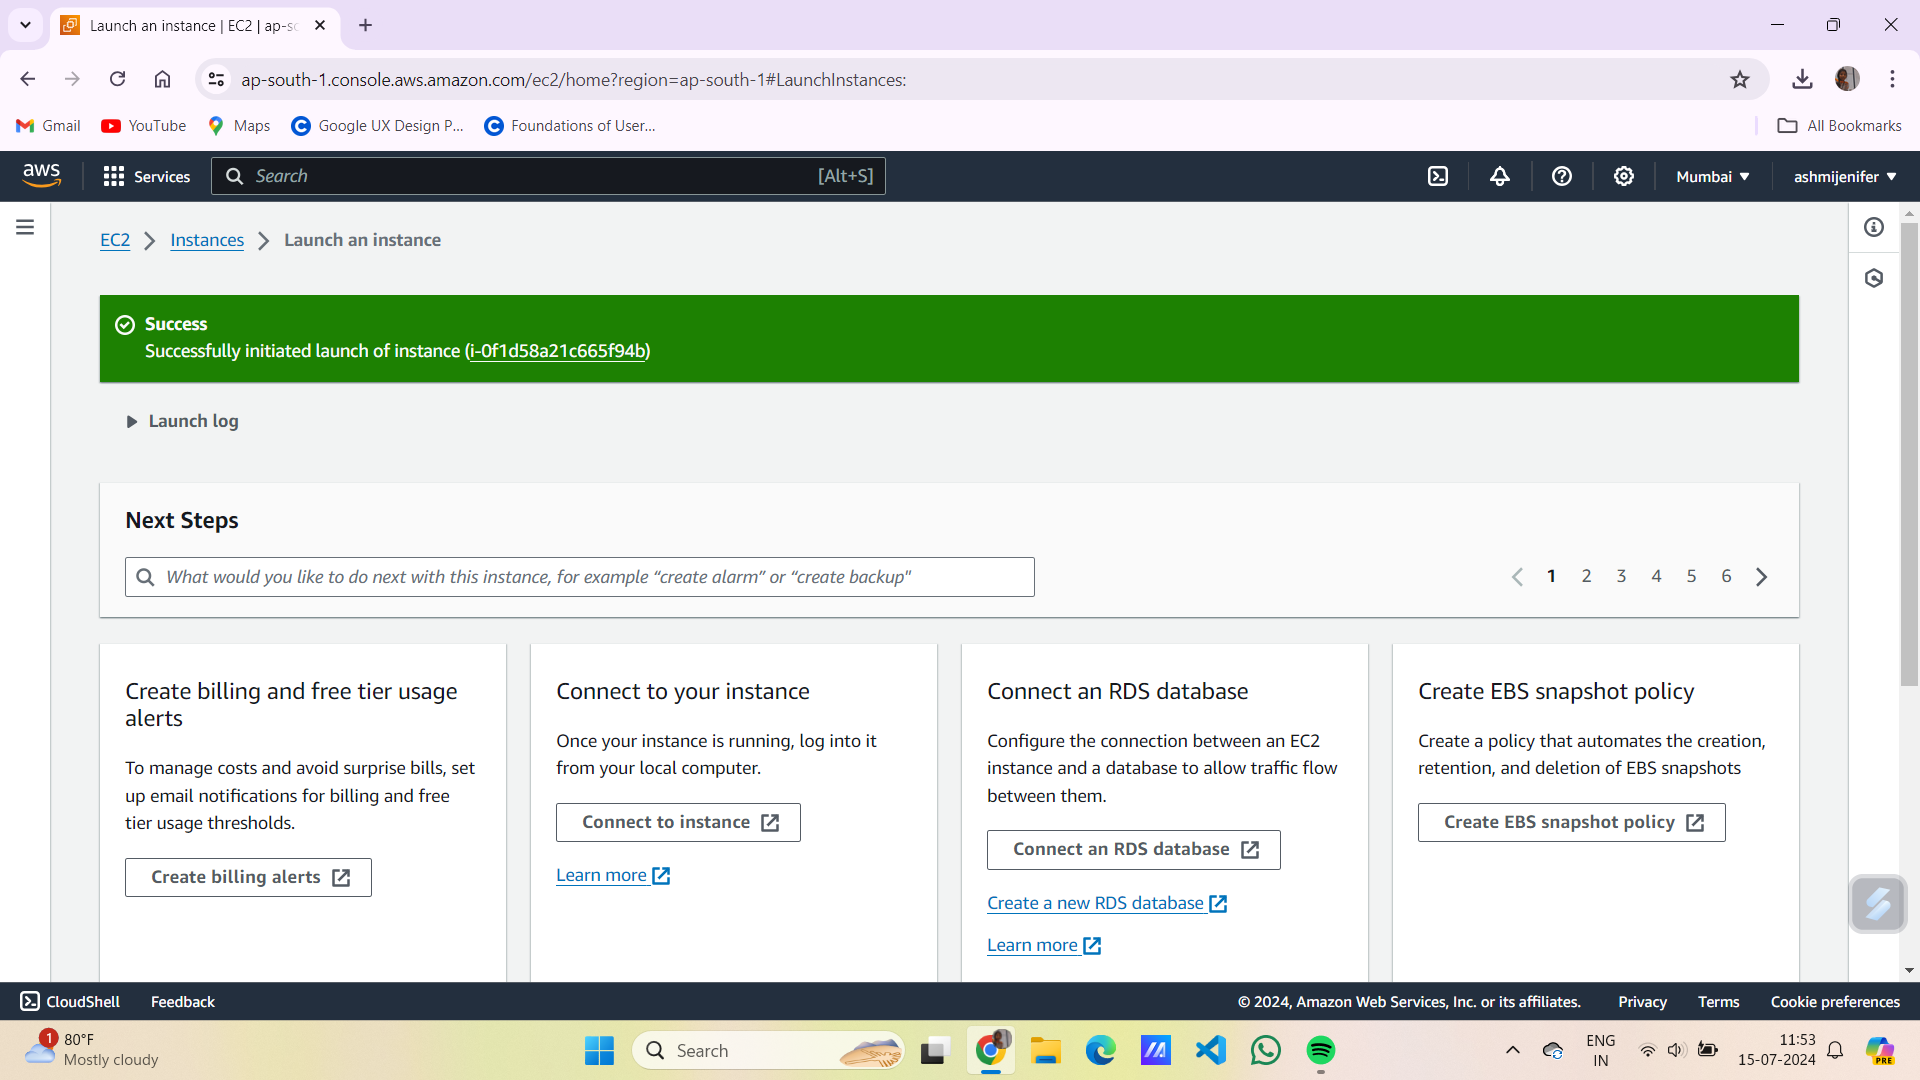 Launch an instance | EC2 | ap-sc
ap-south-1.console.aws.amazon.com/ec2/home?region=ap-south-1#LaunchInstances:
Gmail YouTube Maps Google UX Design P... Foundations of User... All Bookmarks
aws Services Search [Alt+S] Mumbai ashmijenifer
EC2 Instances Launch an instance
Success
Successfully initiated launch of instance (i-0f1d58a21c665f94b)
Launch log
Next Steps
What would you like to do next with this instance, for example “create alarm” or “create backup" 1 2 3 4 5 6
Create billing and free tier usage
alerts
To manage costs and avoid surprise bills, set
up email notifications for billing and free
tier usage thresholds.
Create billing alerts
Connect to your instance
Once your instance is running, log into it
from your local computer.
Connect to instance
Learn more
Connect an RDS database
Configure the connection between an EC2
instance and a database to allow traffic flow
between them.
Connect an RDS database
Create a new RDS database
Learn more
Create EBS snapshot policy
Create a policy that automates the creation,
retention, and deletion of EBS snapshots
Create EBS snapshot policy
CloudShell Feedback © 2024, Amazon Web Services, Inc. or its affiliates. Privacy Terms Cookie preferences
1 80°F
Mostly cloudy
Search
ENG
IN
11:53
15-07-2024
PRE